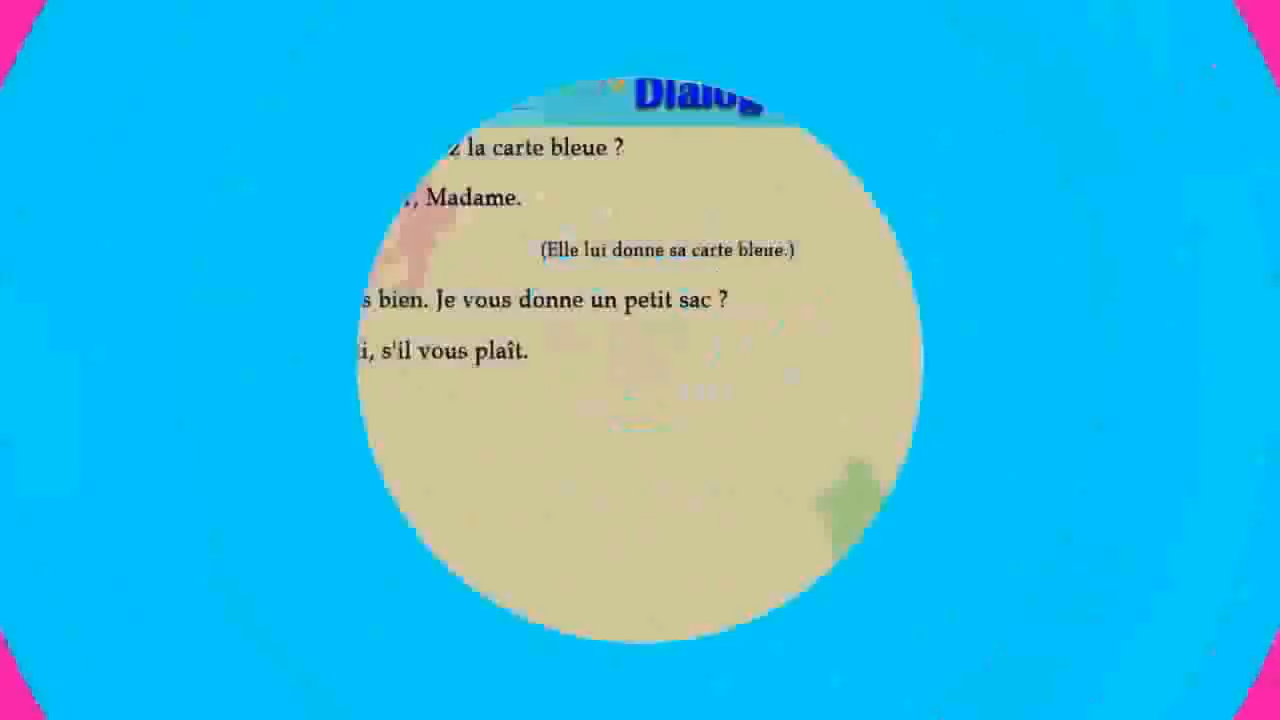 la carte bleue ?
Madame.
(Elle lui donne sa carte bleue.)
bien. Je vous donne un petit sac ?
s'il vous plaît.